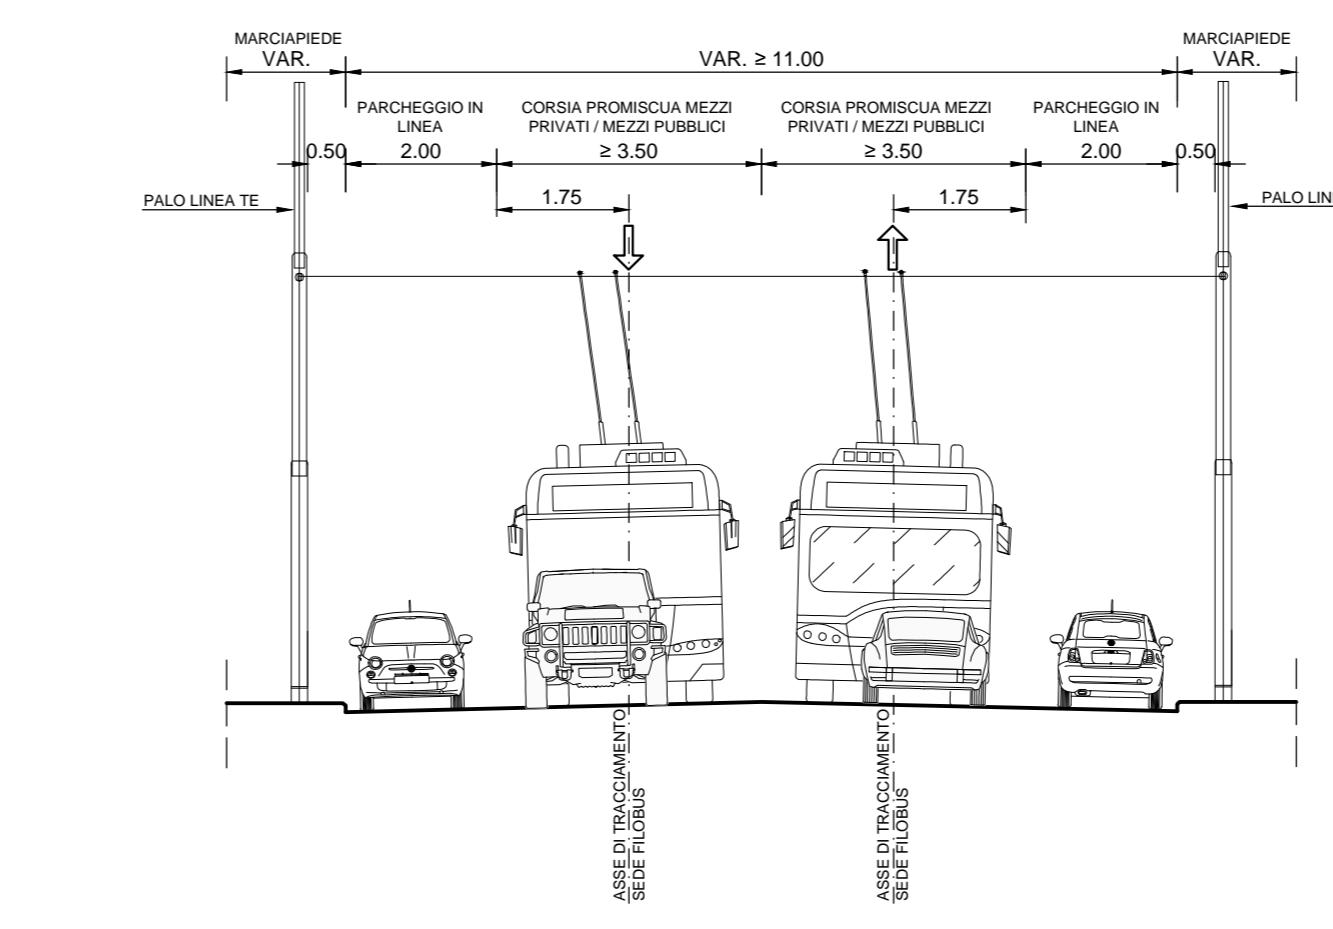 MARCIAPIEDE
VAR.
VAR. ≥ 11.00
MARCIAPIEDE
VAR.
PARCHEGGIO IN
LINEA
2.00
CORSIA PROMISCUA MEZZI
PRIVATI / MEZZI PUBBLICI
≥ 3.50
CORSIA PROMISCUA MEZZI
PRIVATI / MEZZI PUBBLICI
≥ 3.50
PARCHEGGIO IN
LINEA
2.00
0.50
0.50
1.75
1.75
PALO LINEA TE
PALO LIN
ASSE DI TRACCIAMENTO
SEDE FILOBUS
ASSE DI TRACCIAMENTO
SEDE FILOBUS